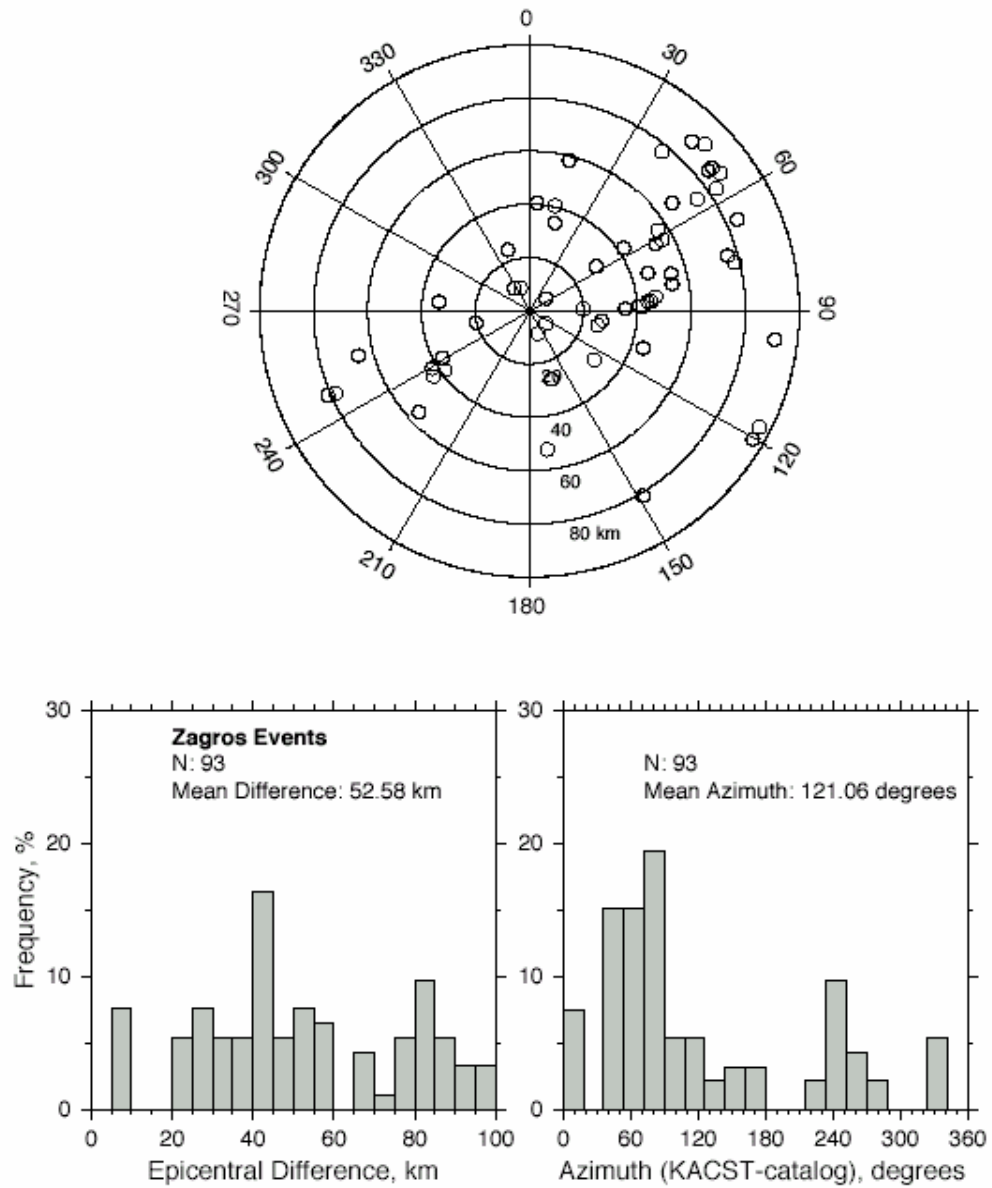 0
330
30
300
60
270
90
20
40
240
120
60
80 km
210
150
180
30
20
10
0
Frequency, %
Zagros Events
N: 93
Mean Difference: 52.58 km
0 20 40 60 80 100
Epicentral Difference, km
30
20
10
0
N: 93
Mean Azimuth: 121.06 degrees
0 60 120 180 240 300 360
Azimuth (KACST-catalog), degrees